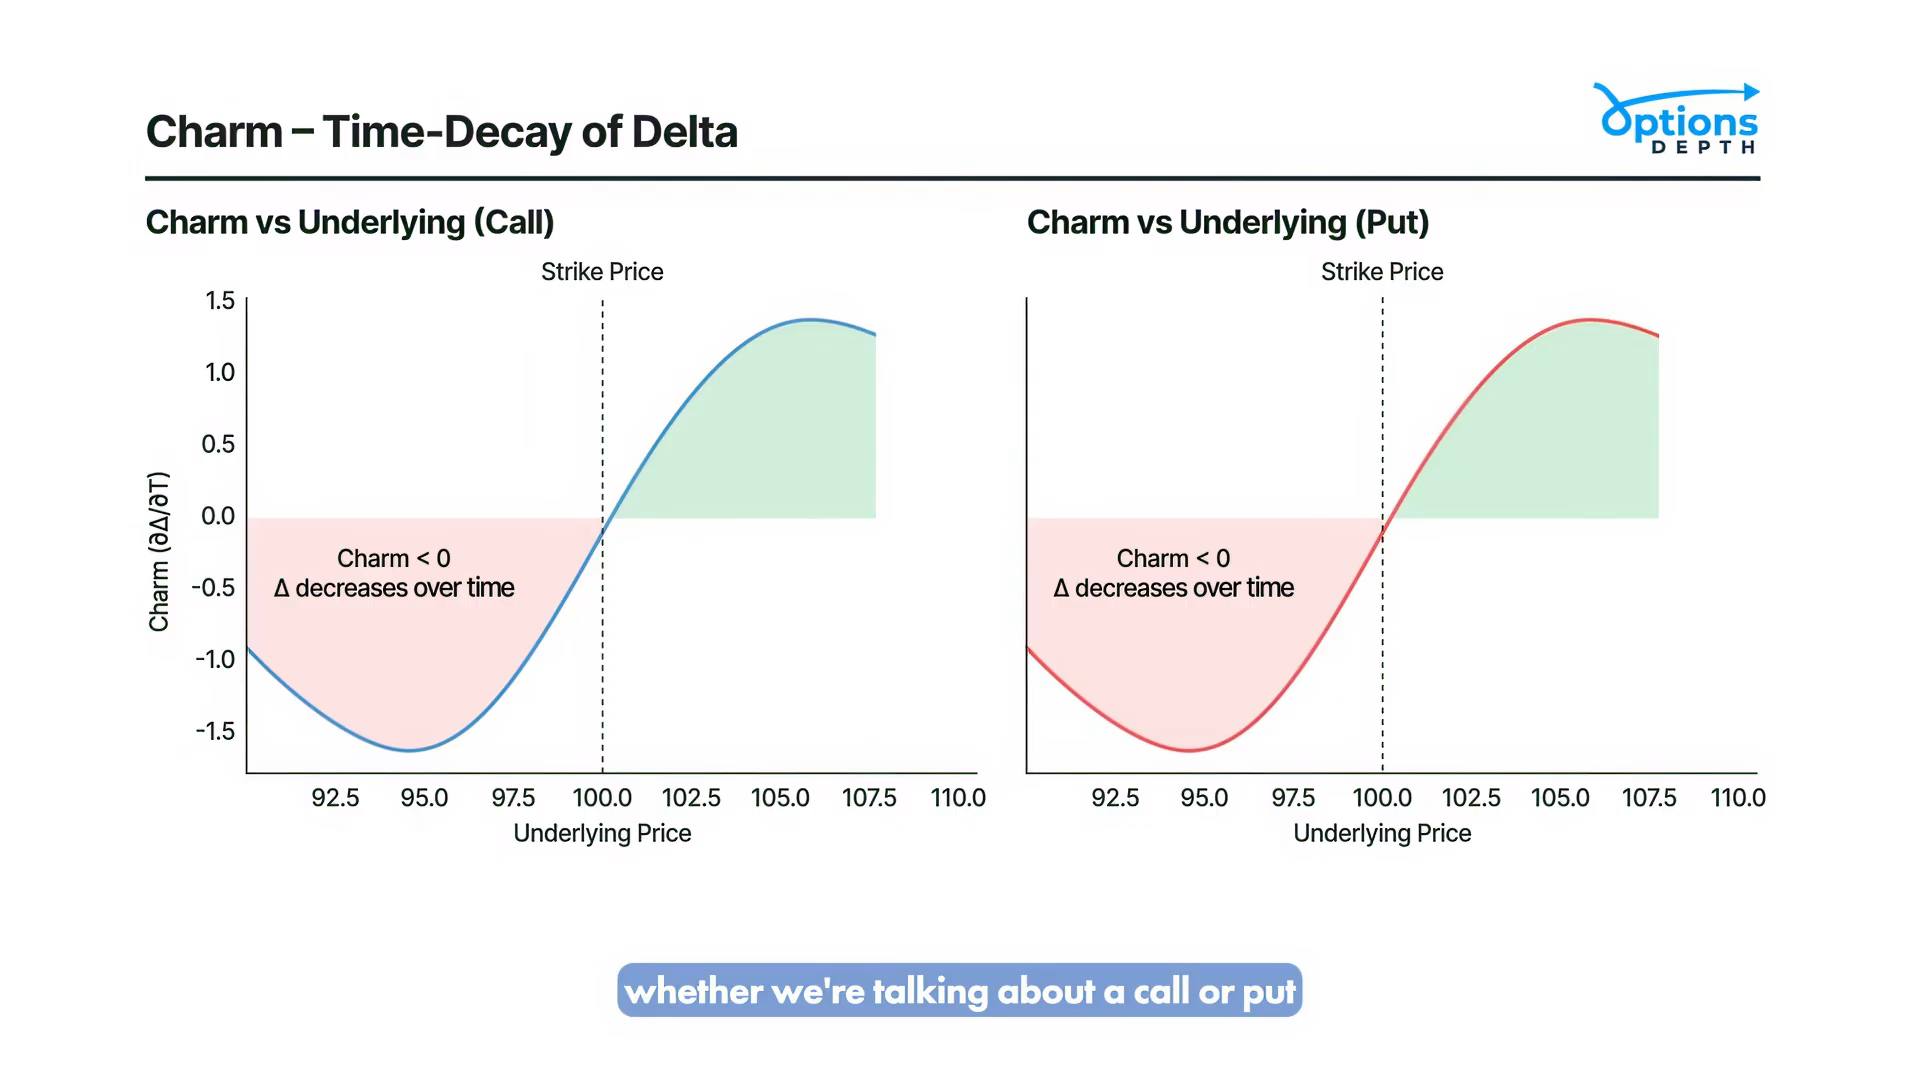 Charm – Time-Decay of Delta
Options
DEPTH
Charm vs Underlying (Call)
Strike Price
1.5
1.0
0.5
0.0
-0.5
-1.0
-1.5
Charm (∂Δ/∂T)
Charm < 0
Δ decreases over time
92.5 95.0 97.5 100.0 102.5 105.0 107.5 110.0
Underlying Price
Charm vs Underlying (Put)
Strike Price
Charm < 0
Δ decreases over time
92.5 95.0 97.5 100.0 102.5 105.0 107.5 110.0
Underlying Price
whether we're talking about a call or put